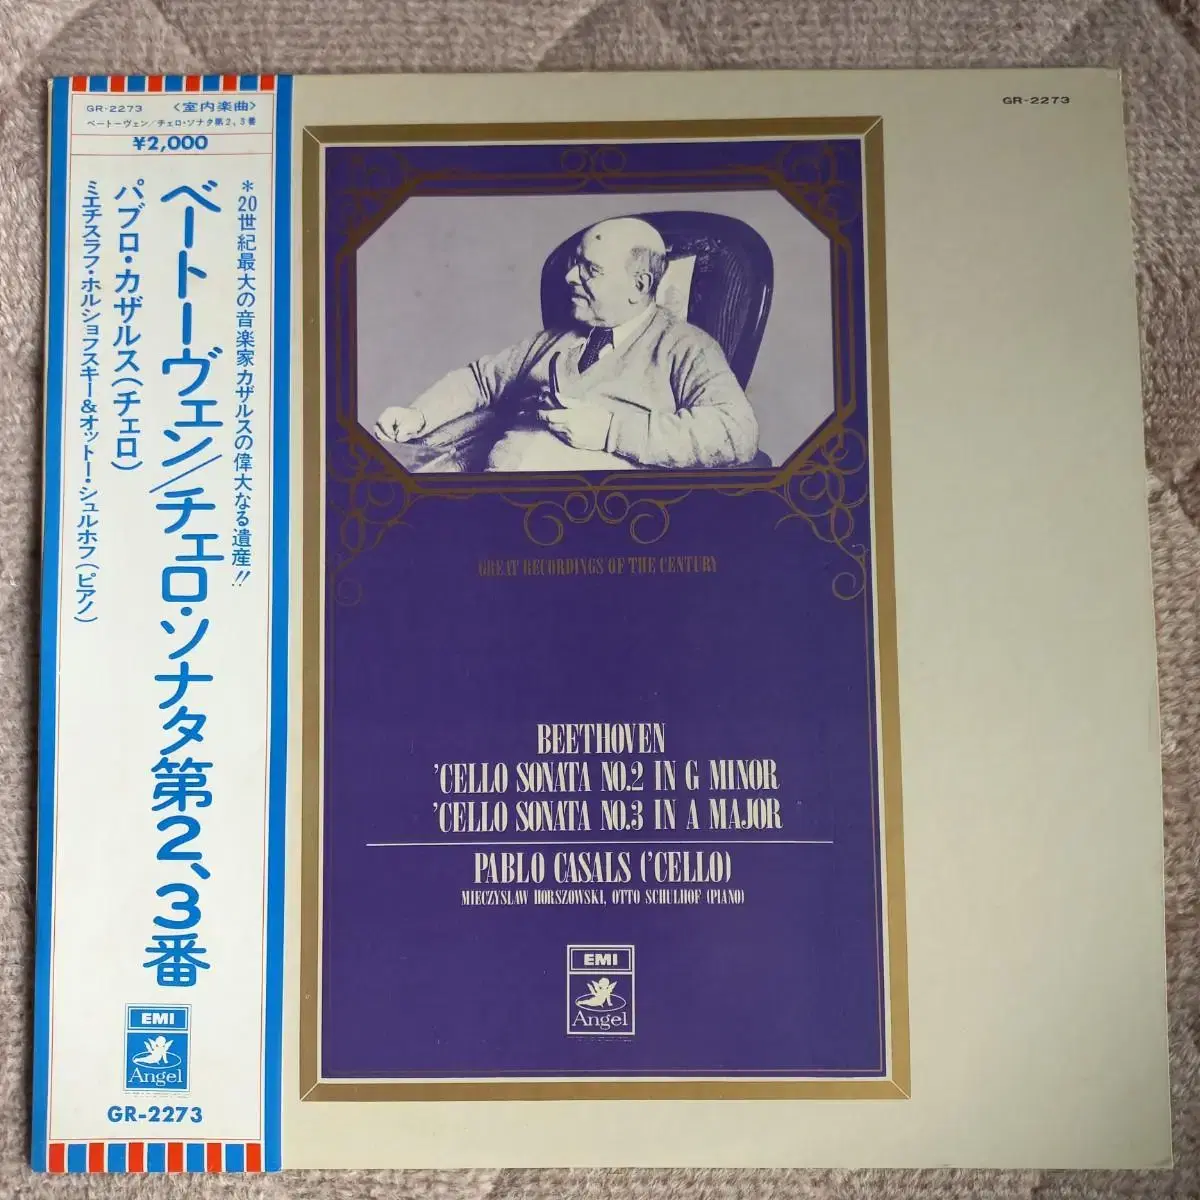 GR-2273 〈室内楽曲〉
ベートーヴェン/チェロ・ソナタ第2、3番
¥2,000
*20世紀最大の音楽家カザルスの偉大なる遺産!!
ベートーヴェン/チェロ・ソナタ第2、3番
パブロ・カザルス(チェロ)
ミエチスラフ・ホルショフスキー&オットー・シュルホフ(ピアノ)
EMI
Angel
GR-2273
GR-2273
GREAT RECORDINGS OF THE CENTURY
BEETHOVEN
'CELLO SONATA NO.2 IN G MINOR
'CELLO SONATA NO.3 IN A MAJOR
PABLO CASALS ('CELLO)
MIECZYSLAW HORSZOWSKI, OTTO SCHULHOF (PIANO)
EMI
Angel